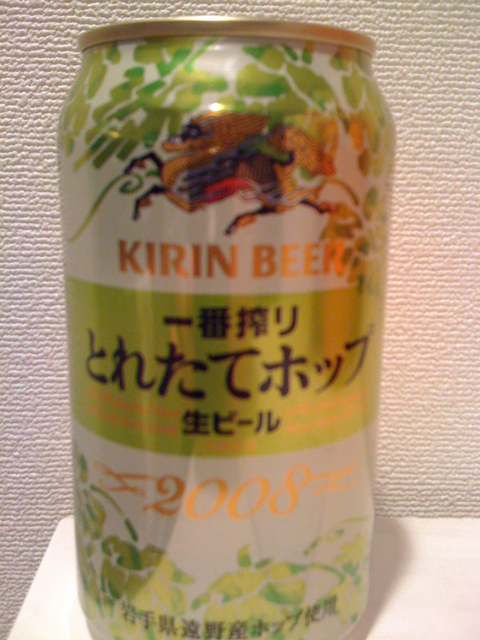 KIRIN BEER
一番搾り
とれたてホップ
生ビール
2008
岩手県遠野産ホップ使用